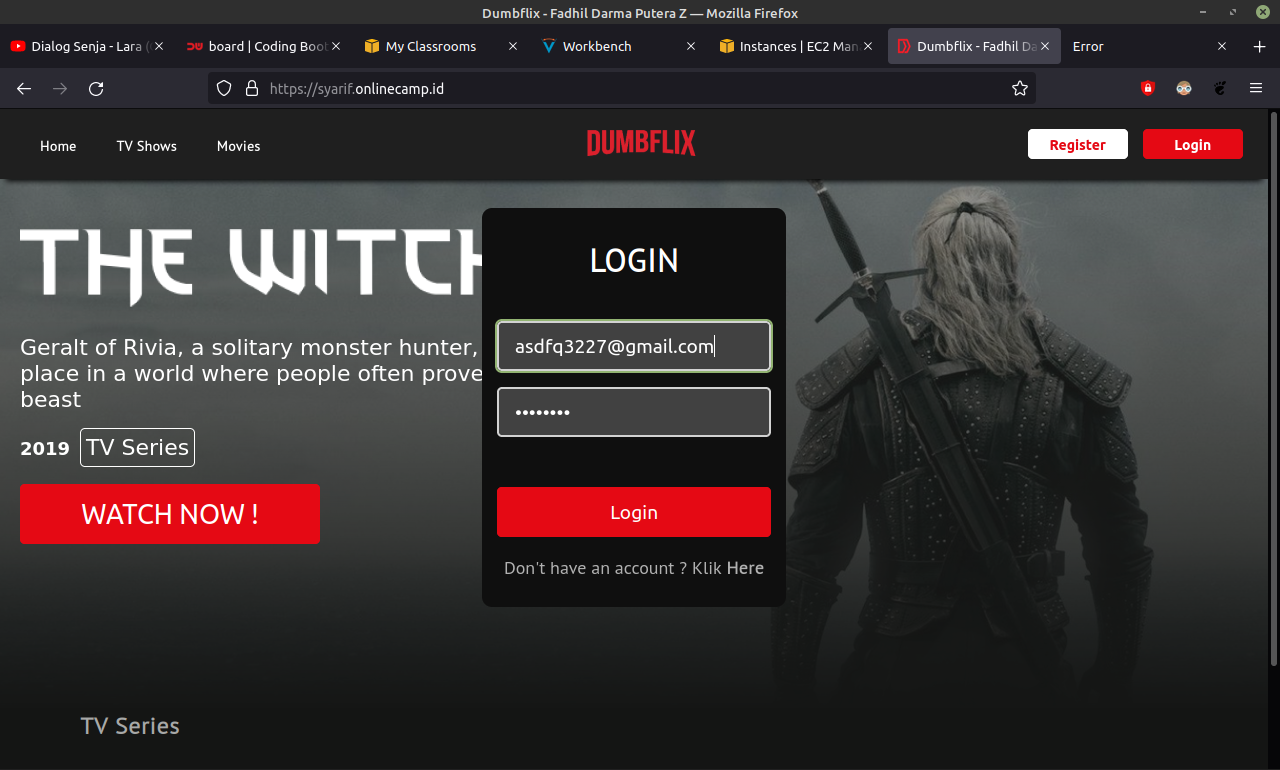 Dumbflix - Fadhil Darma Putera Z — Mozilla Firefox
Dialog Senja - Lara (
board | Coding Boot
My Classrooms
Workbench
Instances | EC2 Man
Dumbflix - Fadhil Da
Error
https://syarif.onlinecamp.id
Home
TV Shows
Movies
DUMBFLIX
Register
Login
THE WITCH
LOGIN
Geralt of Rivia, a solitary monster hunter,
place in a world where people often prove
beast
asdfq3227@gmail.com
••••••••
2019 TV Series
WATCH NOW !
Login
Don't have an account ? Klik Here
TV Series